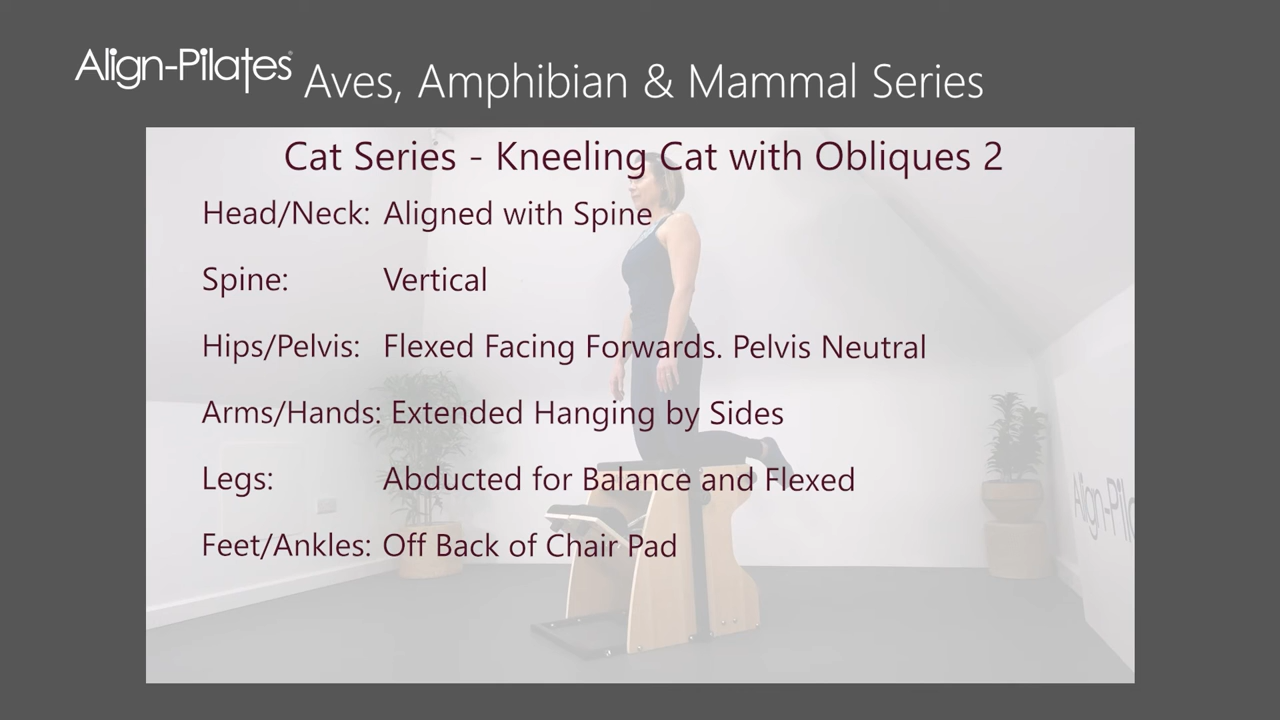 Align-Pilates®
Aves, Amphibian & Mammal Series
Cat Series - Kneeling Cat with Obliques 2
Head/Neck: Aligned with Spine
Spine: Vertical
Hips/Pelvis: Flexed Facing Forwards. Pelvis Neutral
Arms/Hands: Extended Hanging by Sides
Legs: Abducted for Balance and Flexed
Feet/Ankles: Off Back of Chair Pad
Align-Pila